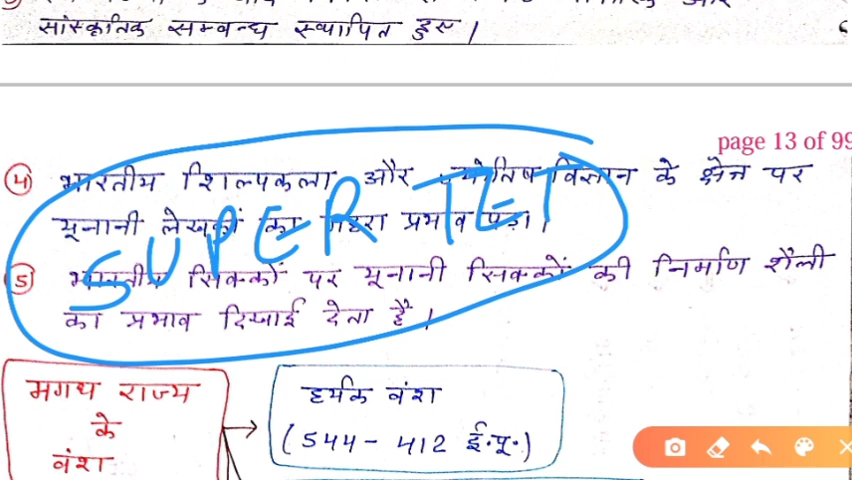 सांस्कृतिक सम्बन्ध स्थापित हुए।
page 13 of 99
(4) भारतीय शिल्पकला और ज्योतिष विज्ञान के क्षेत्र पर
यूनानी लेखकों का गहरा प्रभाव पड़ा।
SUPER TET
(5) भारतीय सिक्कों पर यूनानी सिक्कों की निर्माण शैली
का प्रभाव दिखाई देता है।
मगध राज्य
के
वंश
हर्यक वंश
(544 - 412 ई.पू.)